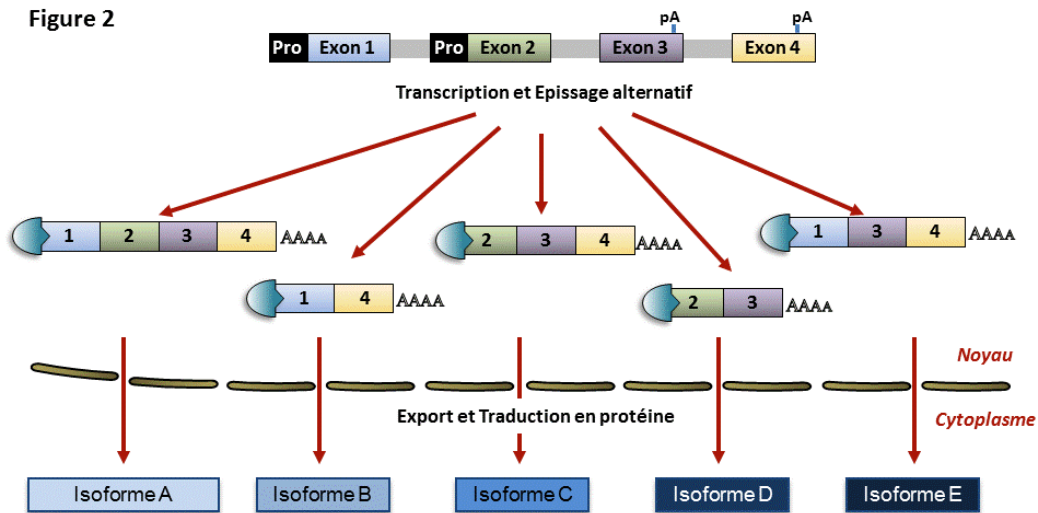 Figure 2
pA pA
Pro Exon 1 Pro Exon 2 Exon 3 Exon 4
Transcription et Epissage alternatif
1 2 3 4 AAAA
2 3 4 AAAA
1 3 4 AAAA
1 4 AAAA
2 3 AAAA
Noyau
Export et Traduction en protéine
Cytoplasme
Isoforme A Isoforme B Isoforme C Isoforme D Isoforme E